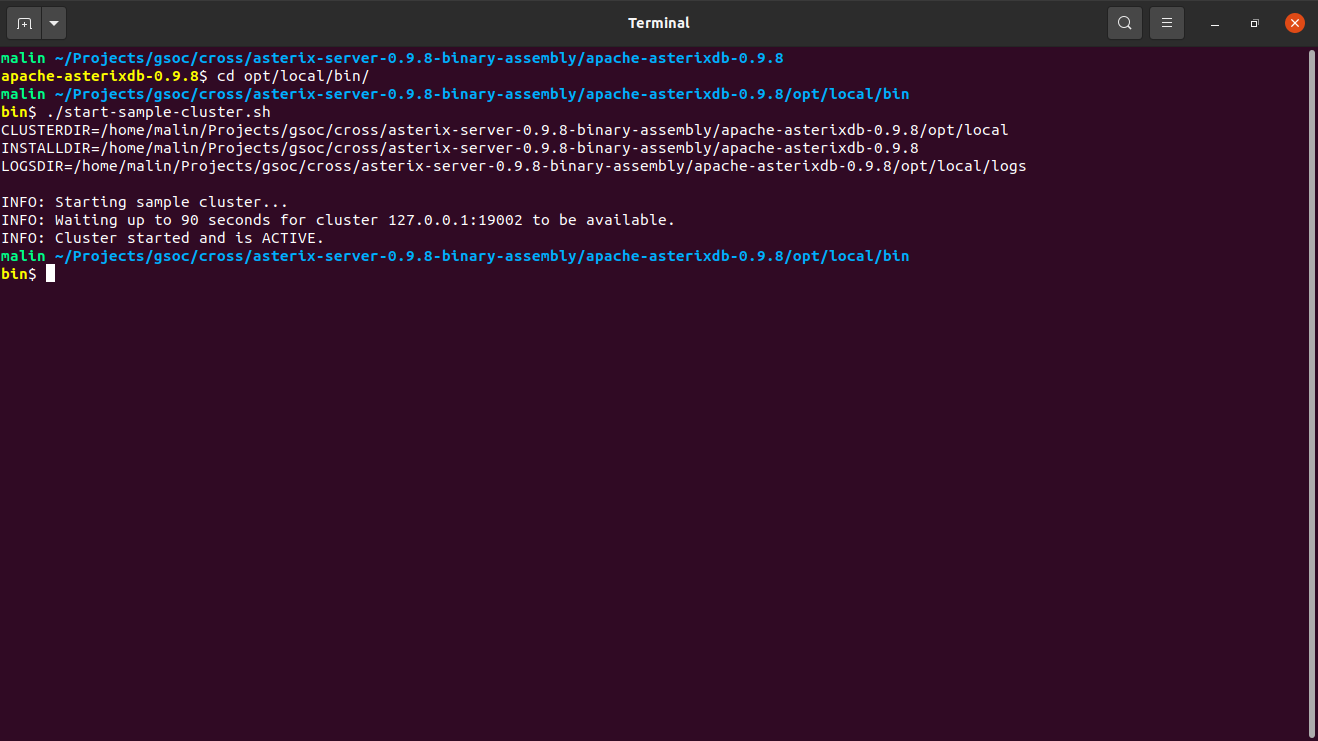 Terminal
malin ~/Projects/gsoc/cross/asterix-server-0.9.8-binary-assembly/apache-asterixdb-0.9.8
apache-asterixdb-0.9.8$ cd opt/local/bin/
malin ~/Projects/gsoc/cross/asterix-server-0.9.8-binary-assembly/apache-asterixdb-0.9.8/opt/local/bin
bin$ ./start-sample-cluster.sh
CLUSTERDIR=/home/malin/Projects/gsoc/cross/asterix-server-0.9.8-binary-assembly/apache-asterixdb-0.9.8/opt/local
INSTALLDIR=/home/malin/Projects/gsoc/cross/asterix-server-0.9.8-binary-assembly/apache-asterixdb-0.9.8
LOGSDIR=/home/malin/Projects/gsoc/cross/asterix-server-0.9.8-binary-assembly/apache-asterixdb-0.9.8/opt/local/logs

INFO: Starting sample cluster...
INFO: Waiting up to 90 seconds for cluster 127.0.0.1:19002 to be available.
INFO: Cluster started and is ACTIVE.
malin ~/Projects/gsoc/cross/asterix-server-0.9.8-binary-assembly/apache-asterixdb-0.9.8/opt/local/bin
bin$